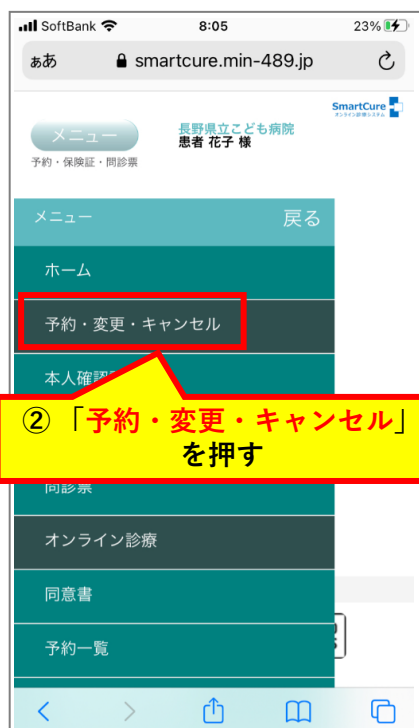 SoftBank 8:05 23%
ああ smartcure.min-489.jp
SmartCure
オンライン診療システム
メニュー
長野県立こども病院
患者 花子 様
予約・保険証・問診票
メニュー 戻る
ホーム
予約・変更・キャンセル
本人確認
②「予約・変更・キャンセル」
を押す
問診票
オンライン診療
同意書
予約一覧